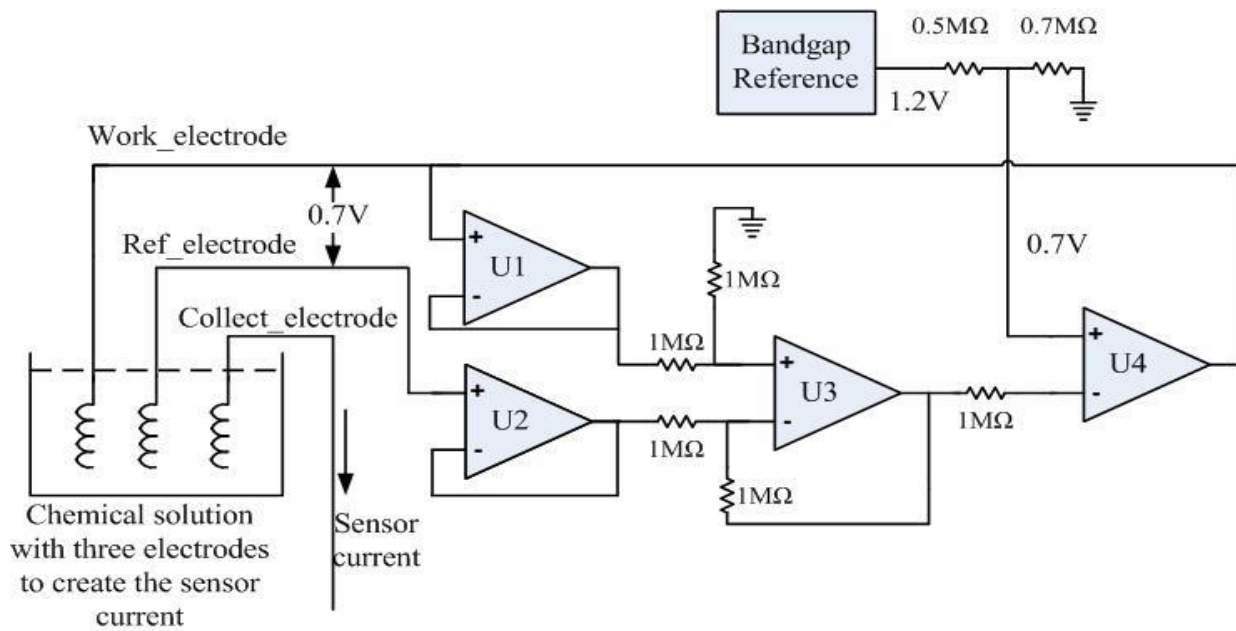 Bandgap
Reference
0.5MΩ
0.7MΩ
1.2V
Work_electrode
0.7V
Ref_electrode
Collect_electrode
+
U1
-
1MΩ
0.7V
1MΩ
+
U2
-
1MΩ
+
U3
-
1MΩ
1MΩ
+
U4
-
Sensor
current
Chemical solution
with three electrodes
to create the sensor
current